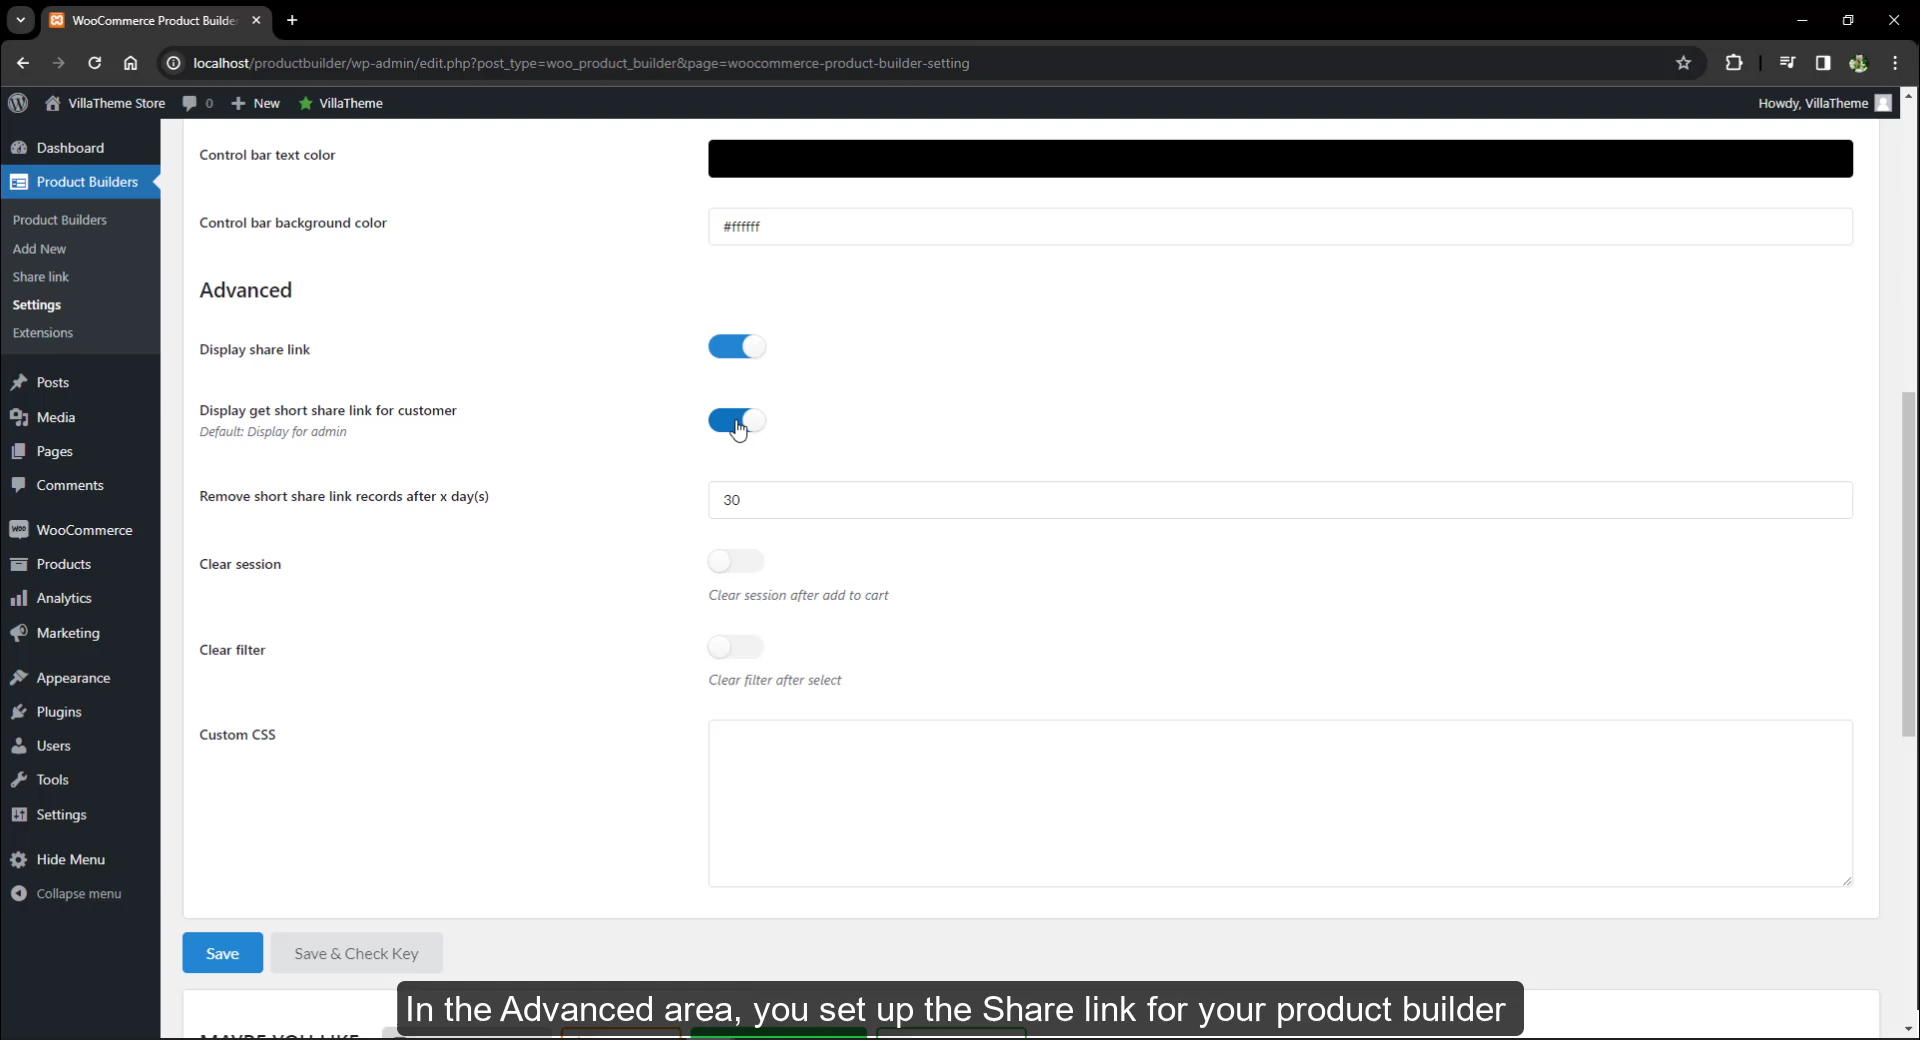 WooCommerce Product Builde
localhost/productbuilder/wp-admin/edit.php?post_type=woo_product_builder&page=woocommerce-product-builder-setting
VillaTheme Store
0
New
VillaTheme
Howdy, VillaTheme
Dashboard
Product Builders
Product Builders
Add New
Share link
Settings
Extensions
Posts
Media
Pages
Comments
WooCommerce
Products
Analytics
Marketing
Appearance
Plugins
Users
Tools
Settings
Hide Menu
Collapse menu
Control bar text color
Control bar background color
#ffffff
Advanced
Display share link
Display get short share link for customer
Default: Display for admin
Remove short share link records after x day(s)
30
Clear session
Clear session after add to cart
Clear filter
Clear filter after select
Custom CSS
Save
Save & Check Key
In the Advanced area, you set up the Share link for your product builder
MAYBE YOU LIKE